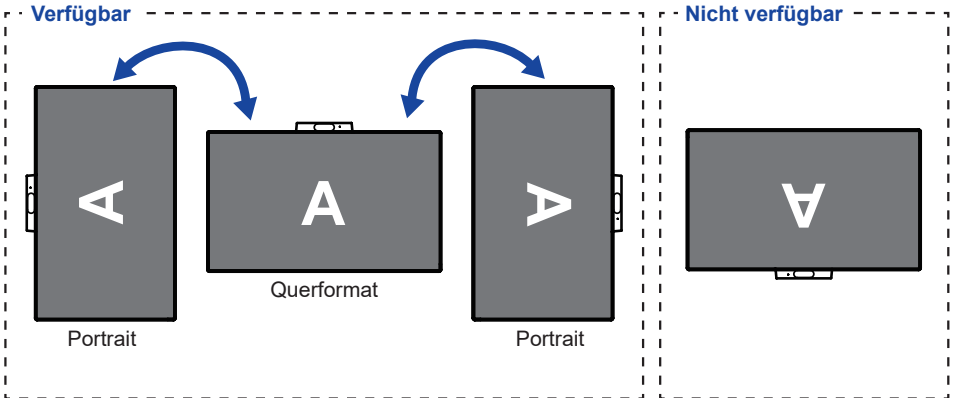 Verfügbar
Nicht verfügbar
A
A
A
A
Querformat
Portrait
Portrait